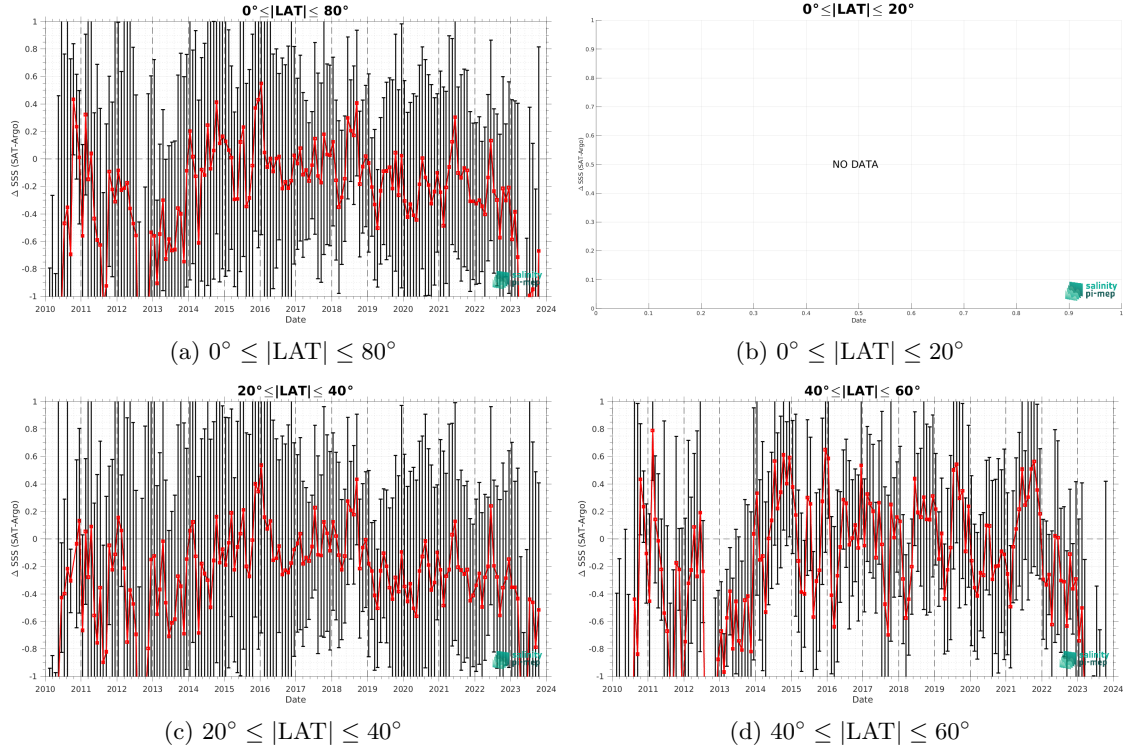 0°≤|LAT|≤ 80°
Δ SSS (SAT-Argo)
1
0.8
0.6
0.4
0.2
0
-0.2
-0.4
-0.6
-0.8
-1
2010 2011 2012 2013 2014 2015 2016 2017 2018 2019 2020 2021 2022 2023 2024
Date
salinity
pi-mep
(a) 0° ≤ |LAT| ≤ 80°
0°≤|LAT|≤ 20°
Δ SSS (SAT-Argo)
1
0.9
0.8
0.7
0.6
0.5
0.4
0.3
0.2
0.1
0
NO DATA
0 0.1 0.2 0.3 0.4 0.5 0.6 0.7 0.8 0.9 1
Date
salinity
pi-mep
(b) 0° ≤ |LAT| ≤ 20°
20°≤|LAT|≤ 40°
Δ SSS (SAT-Argo)
1
0.8
0.6
0.4
0.2
0
-0.2
-0.4
-0.6
-0.8
-1
2010 2011 2012 2013 2014 2015 2016 2017 2018 2019 2020 2021 2022 2023 2024
Date
salinity
pi-mep
(c) 20° ≤ |LAT| ≤ 40°
40°≤|LAT|≤ 60°
Δ SSS (SAT-Argo)
1
0.8
0.6
0.4
0.2
0
-0.2
-0.4
-0.6
-0.8
-1
2010 2011 2012 2013 2014 2015 2016 2017 2018 2019 2020 2021 2022 2023 2024
Date
salinity
pi-mep
(d) 40° ≤ |LAT| ≤ 60°